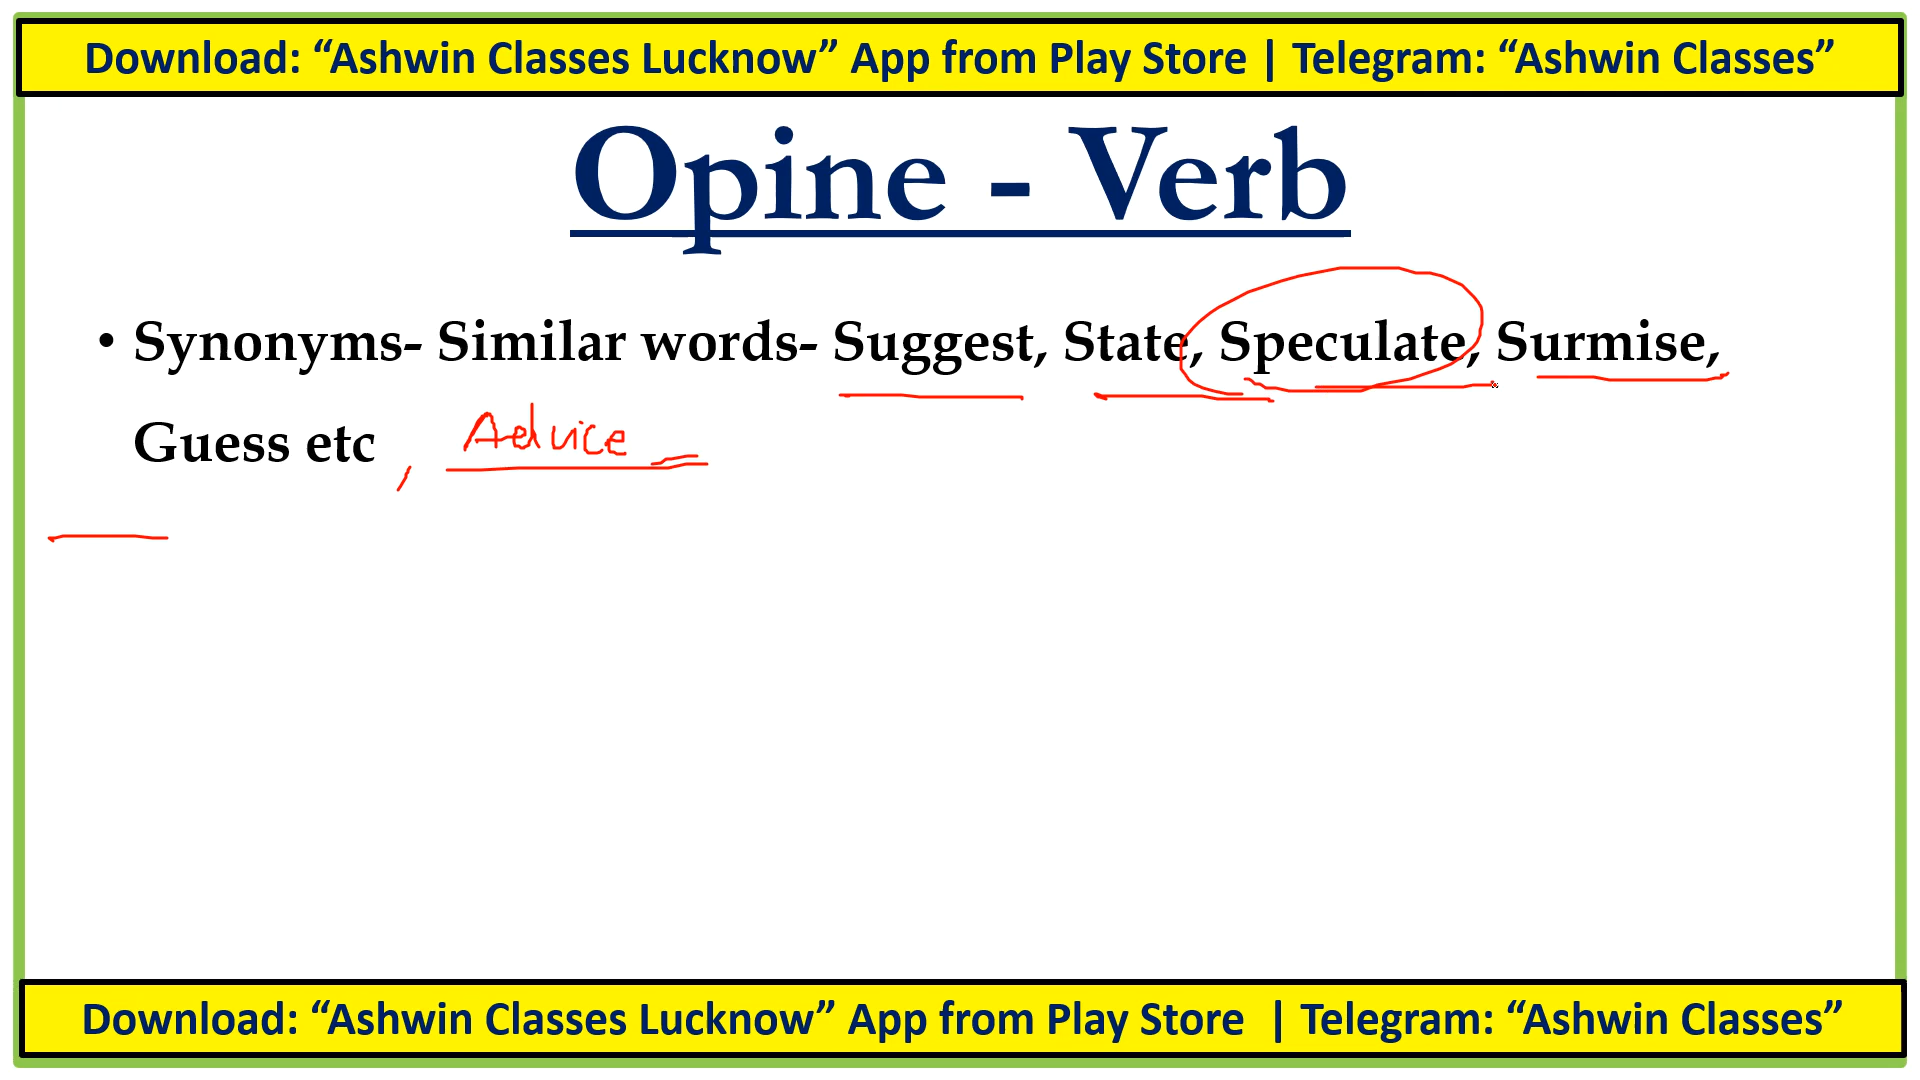 Download: “Ashwin Classes Lucknow” App from Play Store | Telegram: “Ashwin Classes”
Opine - Verb
• Synonyms- Similar words- Suggest, State, Speculate, Surmise,
Guess etc , Advice
Download: “Ashwin Classes Lucknow” App from Play Store | Telegram: “Ashwin Classes”